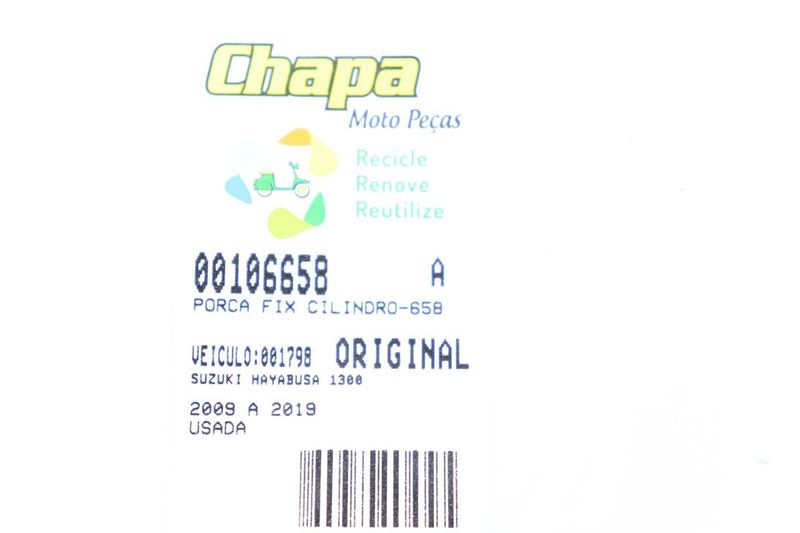 Chapa
Moto Peças
Recicle
Renove
Reutilize
00106658 A
PORCA FIX CILINDRO-658
VEICULO:001798 ORIGINAL
SUZUKI HAYABUSA 1300
2009 A 2019
USADA